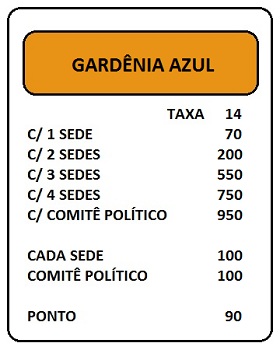 GARDÊNIA AZUL
TAXA 14
C/ 1 SEDE 70
C/ 2 SEDES 200
C/ 3 SEDES 550
C/ 4 SEDES 750
C/ COMITÊ POLÍTICO 950
CADA SEDE 100
COMITÊ POLÍTICO 100
PONTO 90